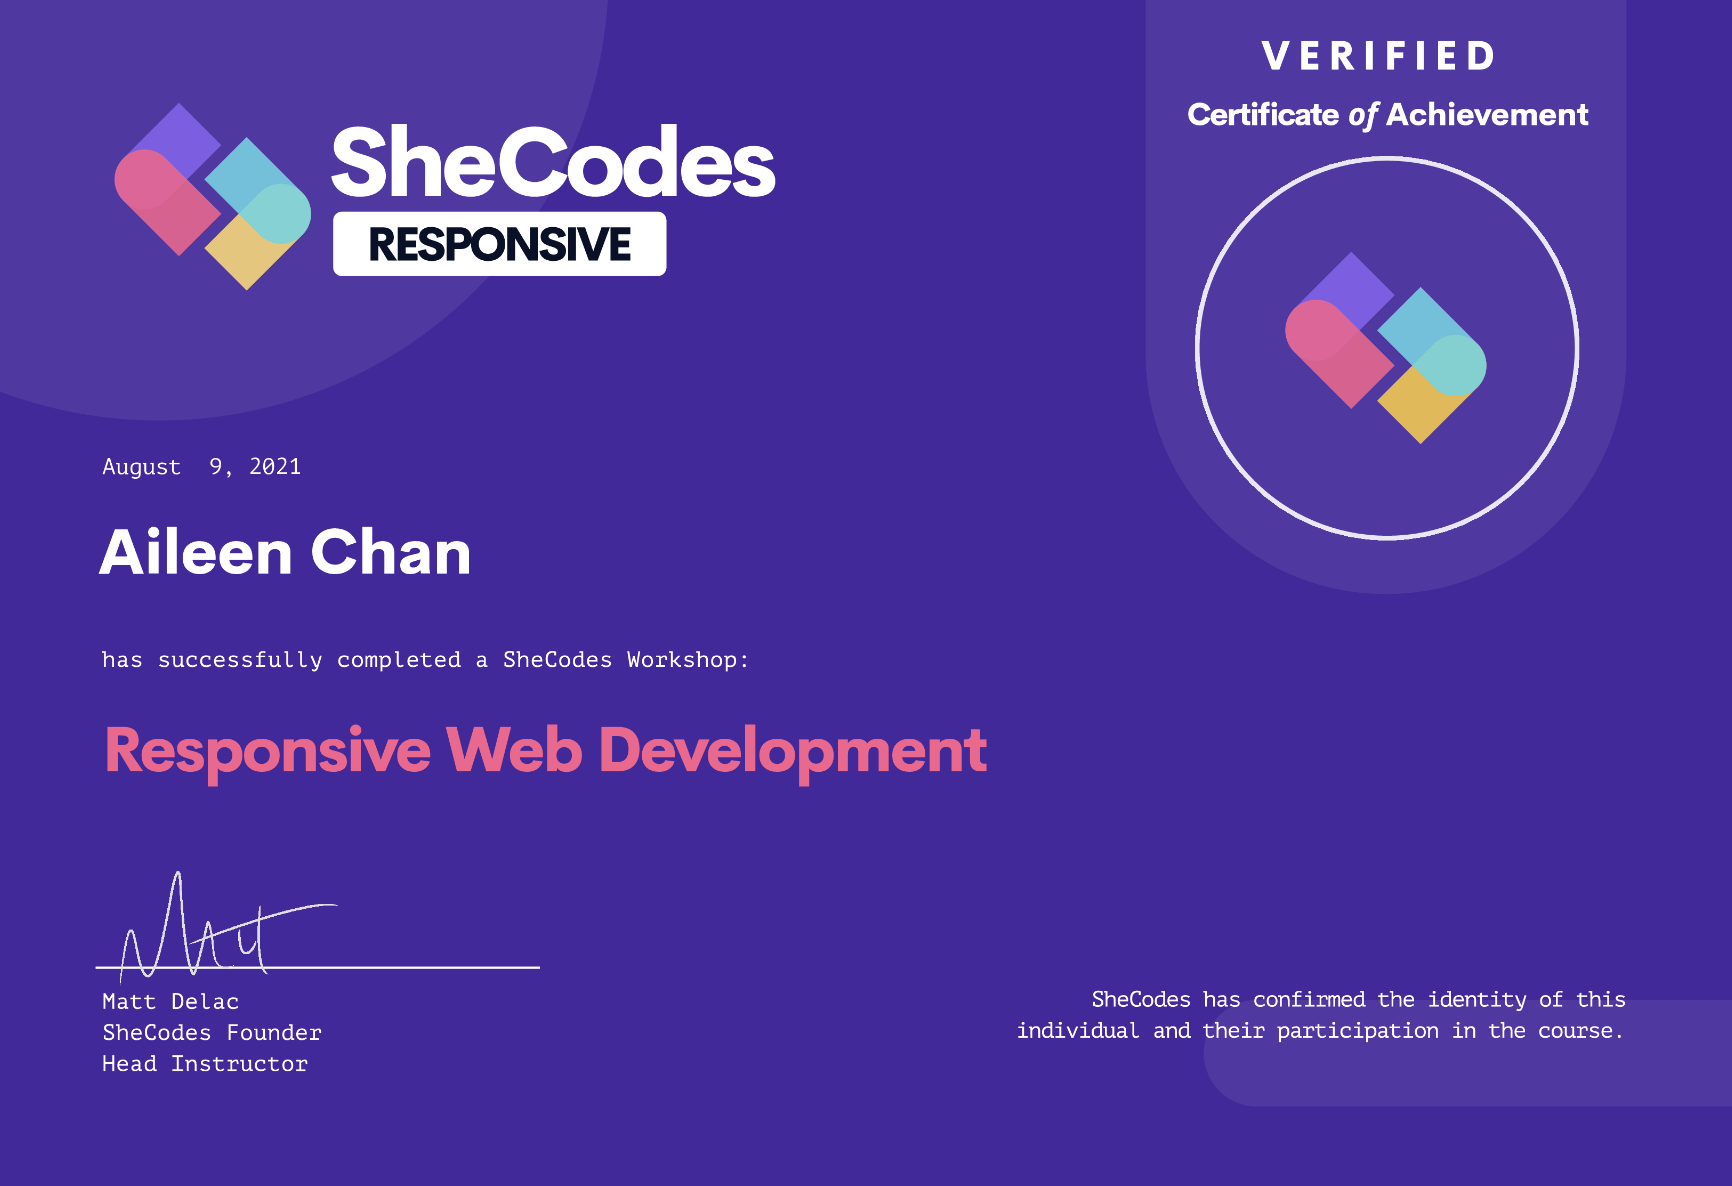 VERIFIED
Certificate of Achievement
SheCodes
RESPONSIVE
August  9, 2021
Aileen Chan
has successfully completed a SheCodes Workshop:
Responsive Web Development
Matt
Matt Delac
SheCodes Founder
Head Instructor
SheCodes has confirmed the identity of this
individual and their participation in the course.